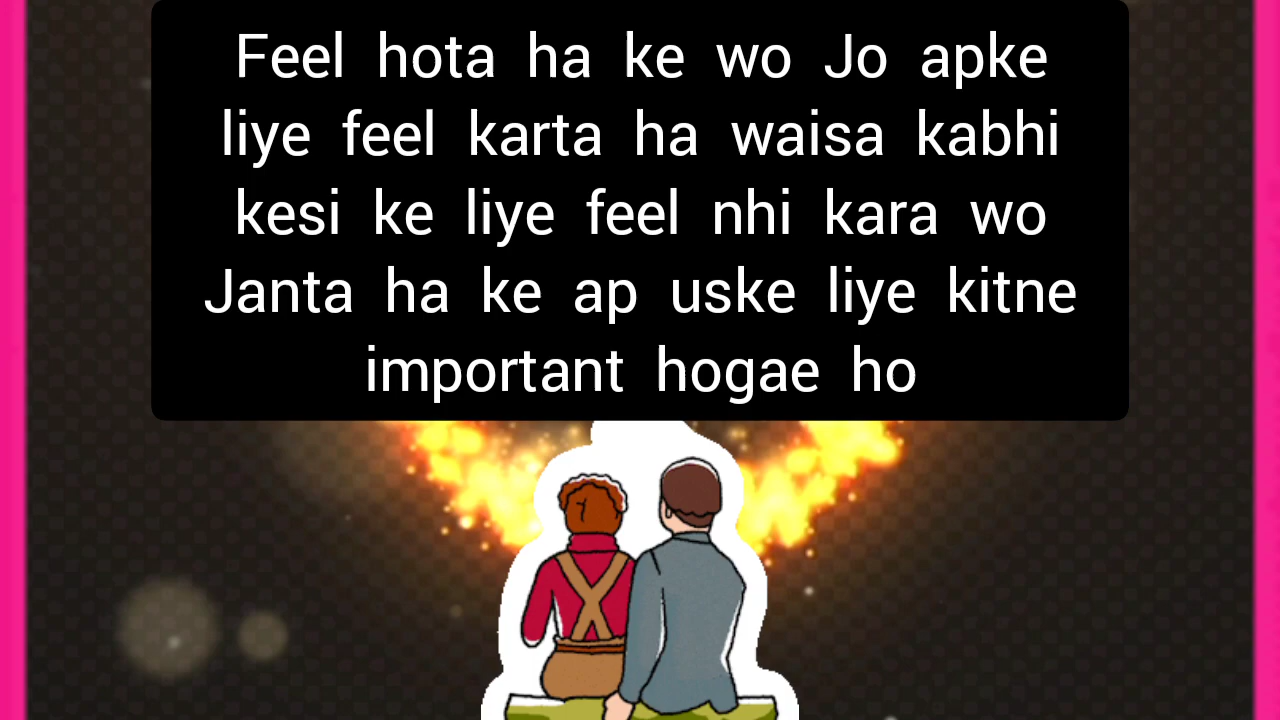 Feel hota ha ke wo Jo apke
liye feel karta ha waisa kabhi
kesi ke liye feel nhi kara wo
Janta ha ke ap uske liye kitne
important hogae ho